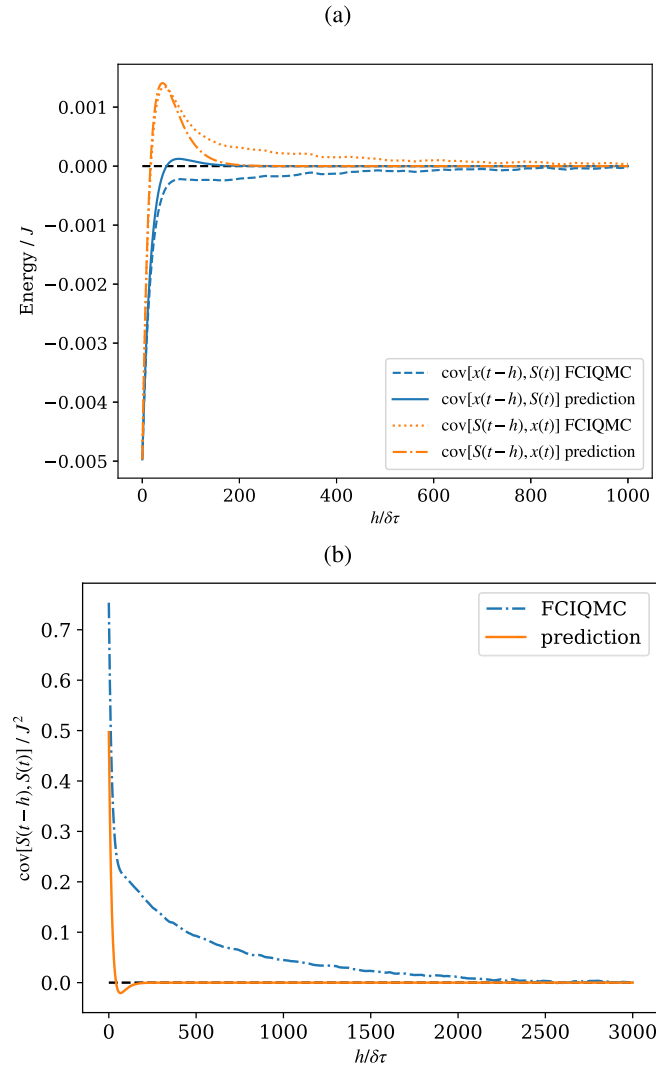 (a)
0.001
0.000
−0.001
−0.002
−0.003
−0.004
−0.005
Energy / J
cov[x(t − h), S(t)] FCIQMC
cov[x(t − h), S(t)] prediction
cov[S(t − h), x(t)] FCIQMC
cov[S(t − h), x(t)] prediction
0 200 400 600 800 1000
h/δτ
(b)
0.7
0.6
0.5
0.4
0.3
0.2
0.1
0.0
cov[S(t − h), S(t)] / J²
FCIQMC
prediction
0 500 1000 1500 2000 2500 3000
h/δτ